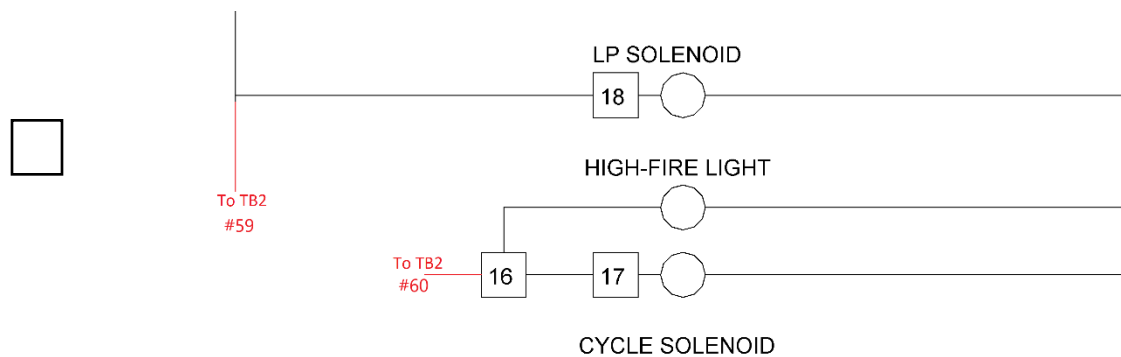 LP SOLENOID
18
HIGH-FIRE LIGHT
To TB2
#59
To TB2
#60
16
17
CYCLE SOLENOID